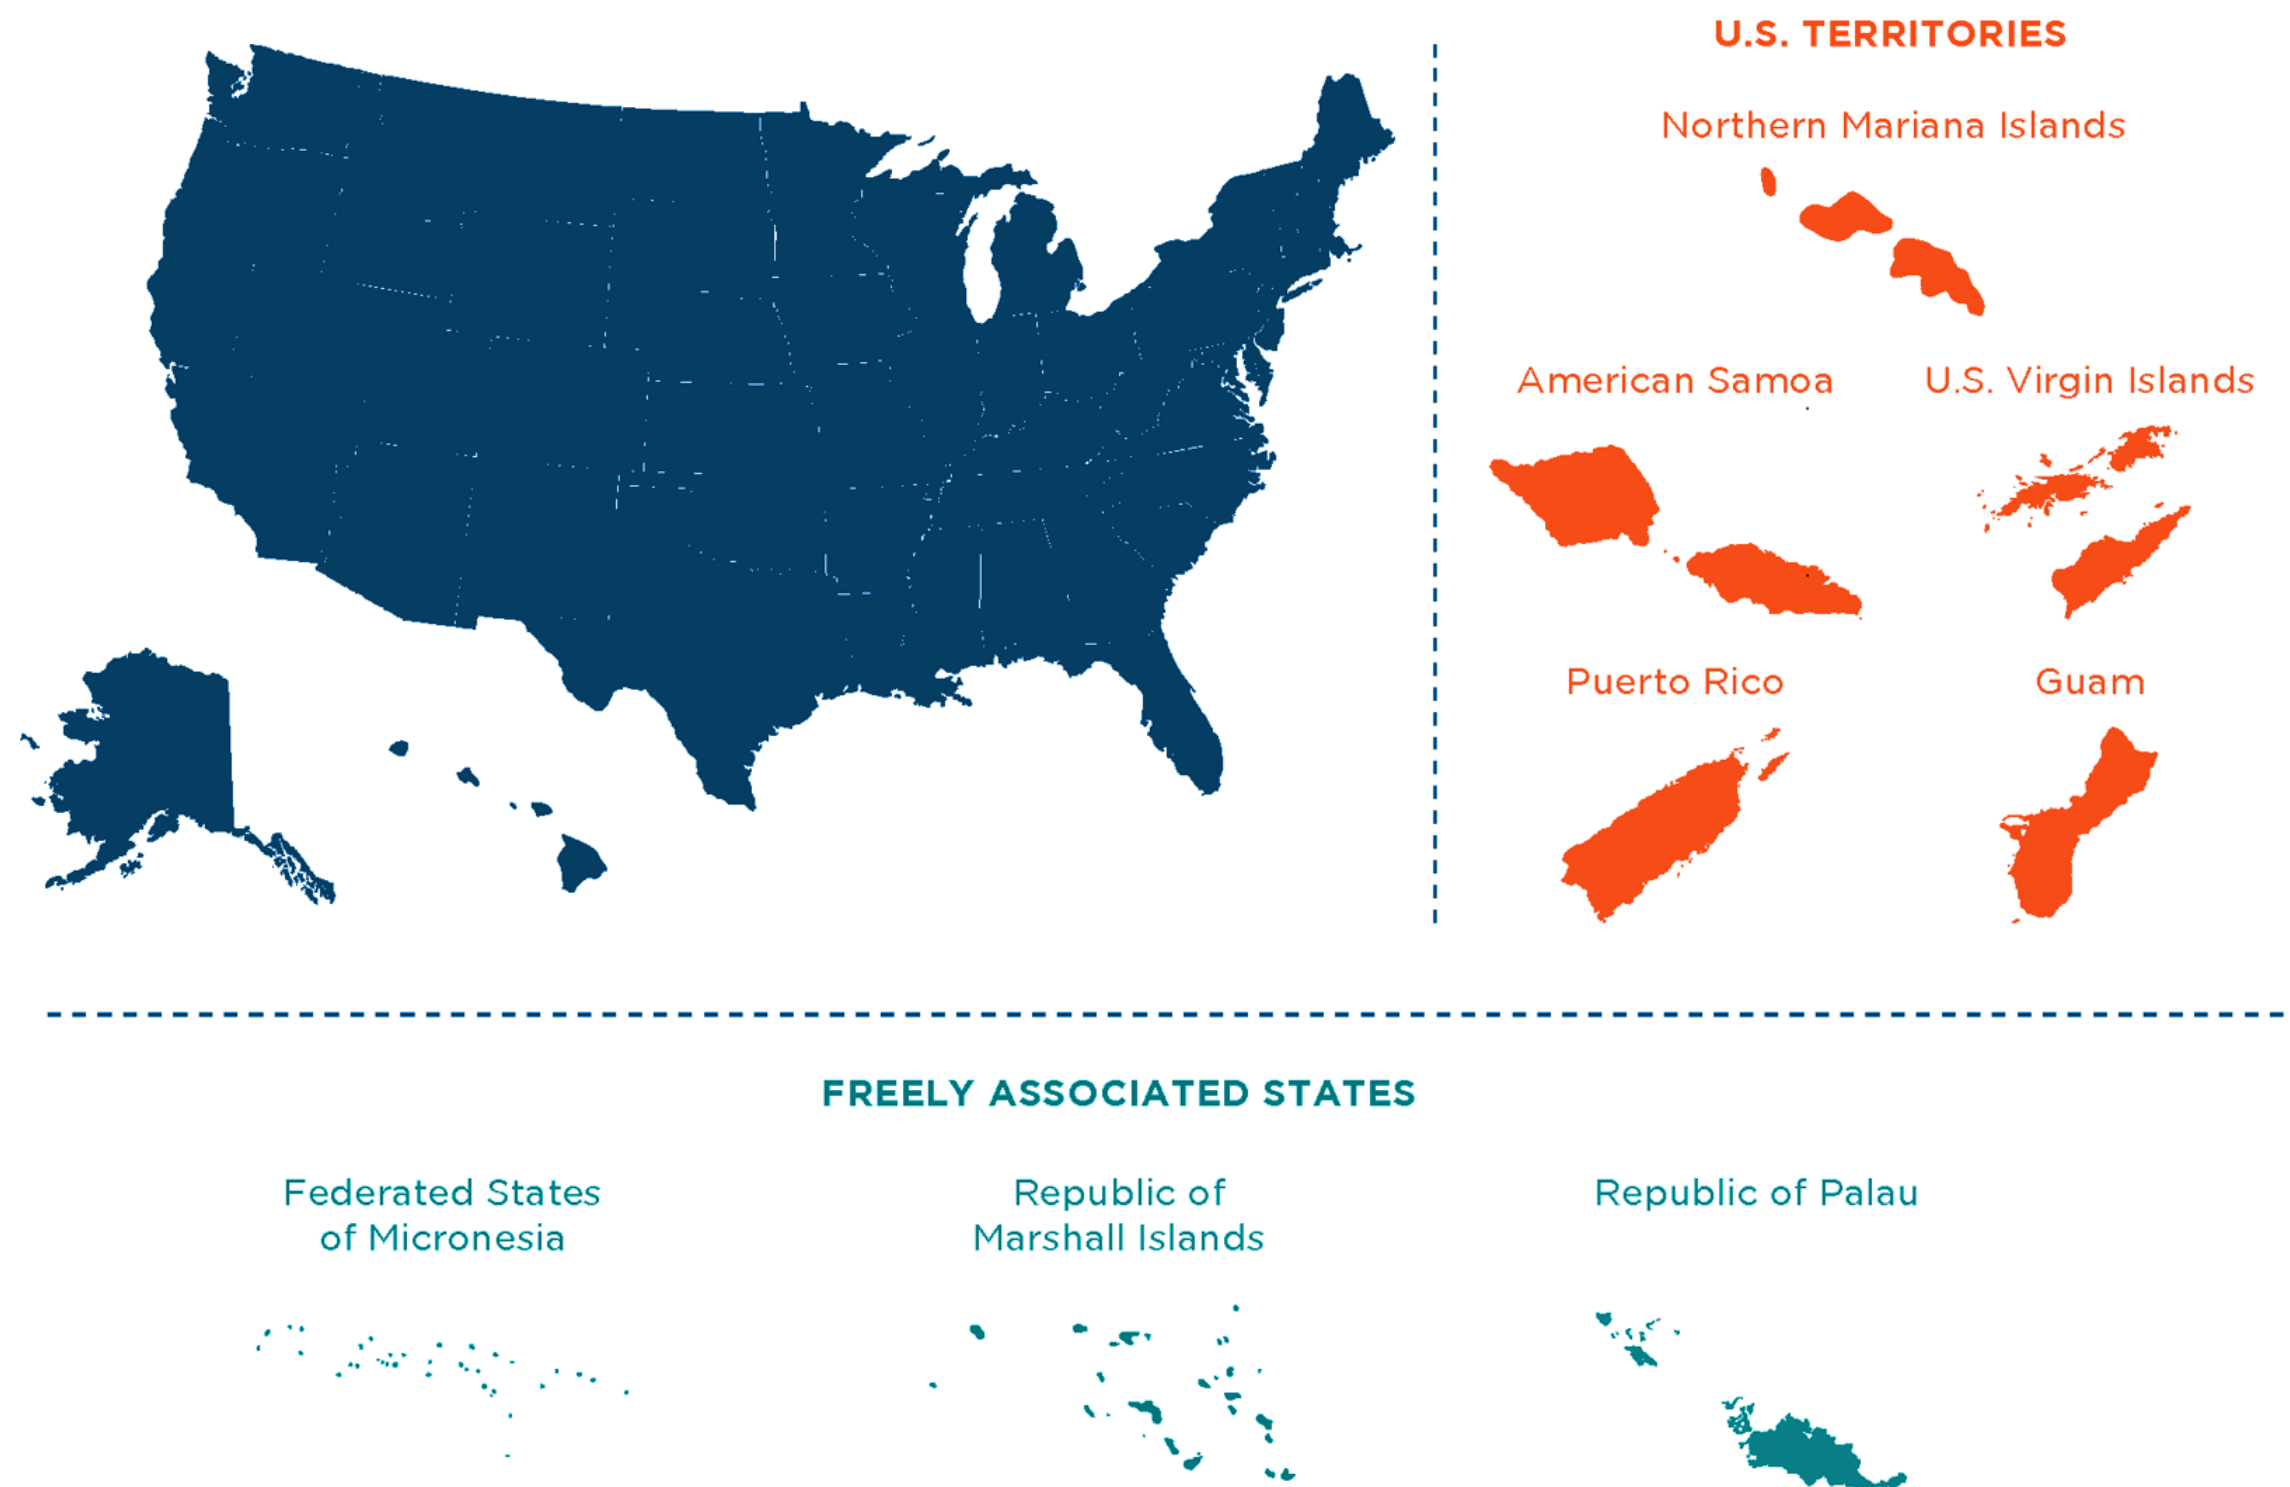 U.S. TERRITORIES
Northern Mariana Islands
American Samoa
U.S. Virgin Islands
Puerto Rico
Guam
FREELY ASSOCIATED STATES
Federated States
of Micronesia
Republic of
Marshall Islands
Republic of Palau